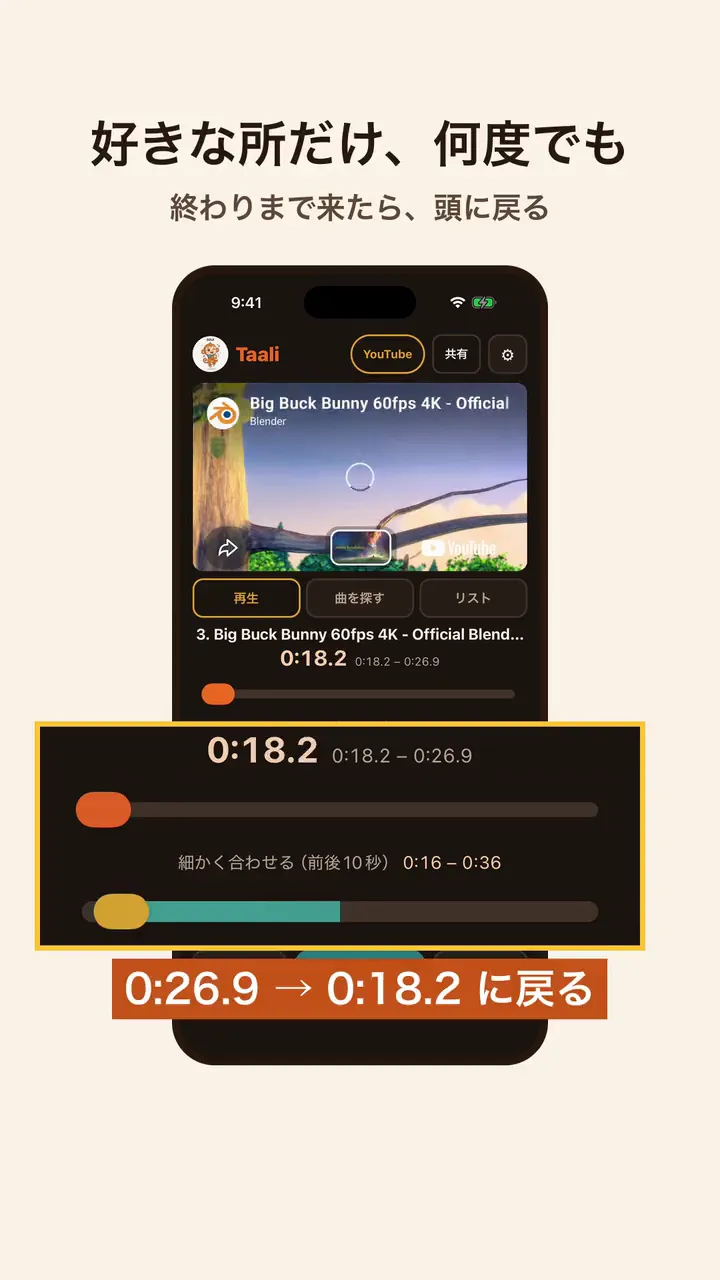 好きな所だけ、何度でも
終わりまで来たら、頭に戻る
9:41
Taali
YouTube
共有
Big Buck Bunny 60fps 4K - Official
Blender
YouTube
再生
曲を探す
リスト
3. Big Buck Bunny 60fps 4K - Official Blend...
0:18.2 0:18.2 – 0:26.9
0:18.2 0:18.2 – 0:26.9
細かく合わせる（前後10秒） 0:16 – 0:36
0:26.9 → 0:18.2 に戻る